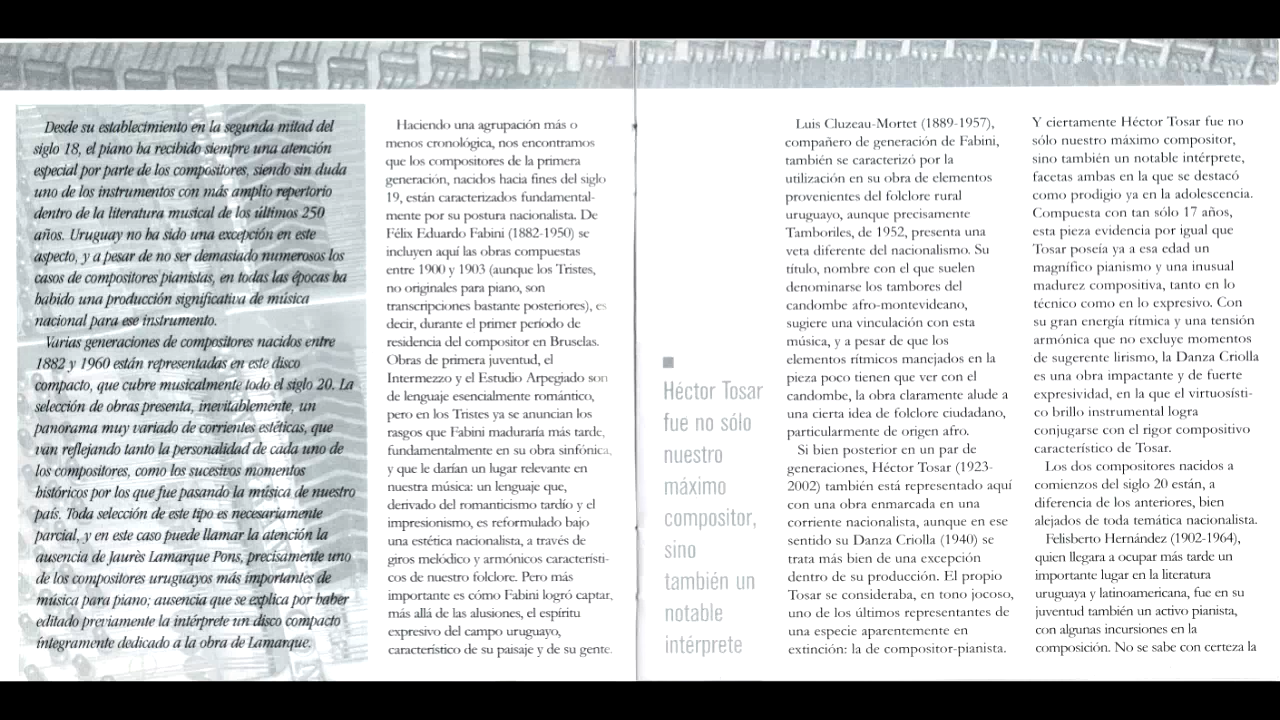 Desde su establecimiento en la segunda mitad del
siglo 18, el piano ha recibido siempre una atención
especial por parte de los compositores, siendo sin duda
uno de los instrumentos con más amplio repertorio
dentro de la literatura musical de los últimos 250
años. Uruguay no ha sido una excepción en este
aspecto, y a pesar de no ser demasiado numerosos los
casos de compositores pianistas, en todas las épocas ha
habido una producción significativa de música
nacional para ese instrumento.
Varias generaciones de compositores nacidos entre
1882 y 1960 están representadas en este disco
compacto, que cubre musicalmente todo el siglo 20. La
selección de obras presenta, inevitablemente, un
panorama muy variado de corrientes estéticas, que
van reflejando tanto la personalidad de cada uno de
los compositores, como los sucesivos momentos
históricos por los que fue pasando la música de nuestro
país. Toda selección de este tipo es necesariamente
parcial, y en este caso puede llamar la atención la
ausencia de Jaurès Lamarque Pons, precisamente uno
de los compositores uruguayos más importantes de
música para piano; ausencia que se explica por haber
editado previamente la intérprete un disco compacto
íntegramente dedicado a la obra de Lamarque.
Haciendo una agrupación más o
menos cronológica, nos encontramos
que los compositores de la primera
generación, nacidos hacia fines del siglo
19, están caracterizados fundamental-
mente por su postura nacionalista. De
Félix Eduardo Fabini (1882-1950) se
incluyen aquí las obras compuestas
entre 1900 y 1903 (aunque los Tristes,
no originales para piano, son
transcripciones bastante posteriores), es
decir, durante el primer período de
residencia del compositor en Bruselas.
Obras de primera juventud, el
Intermezzo y el Estudio Arpegiado son
de lenguaje esencialmente romántico,
pero en los Tristes ya se anuncian los
rasgos que Fabini maduraría más tarde,
fundamentalmente en su obra sinfónica,
y que le darían un lugar relevante en
nuestra música: un lenguaje que,
derivado del romanticismo tardío y el
impresionismo, es reformulado bajo
una estética nacionalista, a través de
giros melódico y armónicos característi-
cos de nuestro folclore. Pero más
importante es cómo Fabini logró captar,
más allá de las alusiones, el espíritu
expresivo del campo uruguayo,
característico de su paisaje y de su gente.
Héctor Tosar
fue no sólo
nuestro
máximo
compositor,
sino
también un
notable
intérprete
Luis Cluzeau-Mortet (1889-1957),
compañero de generación de Fabini,
también se caracterizó por la
utilización en su obra de elementos
provenientes del folclore rural
uruguayo, aunque precisamente
Tamboriles, de 1952, presenta una
veta diferente del nacionalismo. Su
título, nombre con el que suelen
denominarse los tambores del
candombe afro-montevideano,
sugiere una vinculación con esta
música, y a pesar de que los
elementos rítmicos manejados en la
pieza poco tienen que ver con el
candombe, la obra claramente alude a
una cierta idea de folclore ciudadano,
particularmente de origen afro.
Si bien posterior en un par de
generaciones, Héctor Tosar (1923-
2002) también está representado aquí
con una obra enmarcada en una
corriente nacionalista, aunque en ese
sentido su Danza Criolla (1940) se
trata más bien de una excepción
dentro de su producción. El propio
Tosar se consideraba, en tono jocoso,
uno de los últimos representantes de
una especie aparentemente en
extinción: la de compositor-pianista.
Y ciertamente Héctor Tosar fue no
sólo nuestro máximo compositor,
sino también un notable intérprete,
facetas ambas en la que se destacó
como prodigio ya en la adolescencia.
Compuesta con tan sólo 17 años,
esta pieza evidencia por igual que
Tosar poseía ya a esa edad un
magnífico pianismo y una inusual
madurez compositiva, tanto en lo
técnico como en lo expresivo. Con
su gran energía rítmica y una tensión
armónica que no excluye momentos
de sugerente lirismo, la Danza Criolla
es una obra impactante y de fuerte
expresividad, en la que el virtuosísti-
co brillo instrumental logra
conjugarse con el rigor compositivo
característico de Tosar.
Los dos compositores nacidos a
comienzos del siglo 20 están, a
diferencia de los anteriores, bien
alejados de toda temática nacionalista.
Felisberto Hernández (1902-1964),
quien llegara a ocupar más tarde un
importante lugar en la literatura
uruguaya y latinoamericana, fue en su
juventud también un activo pianista,
con algunas incursiones en la
composición. No se sabe con certeza la